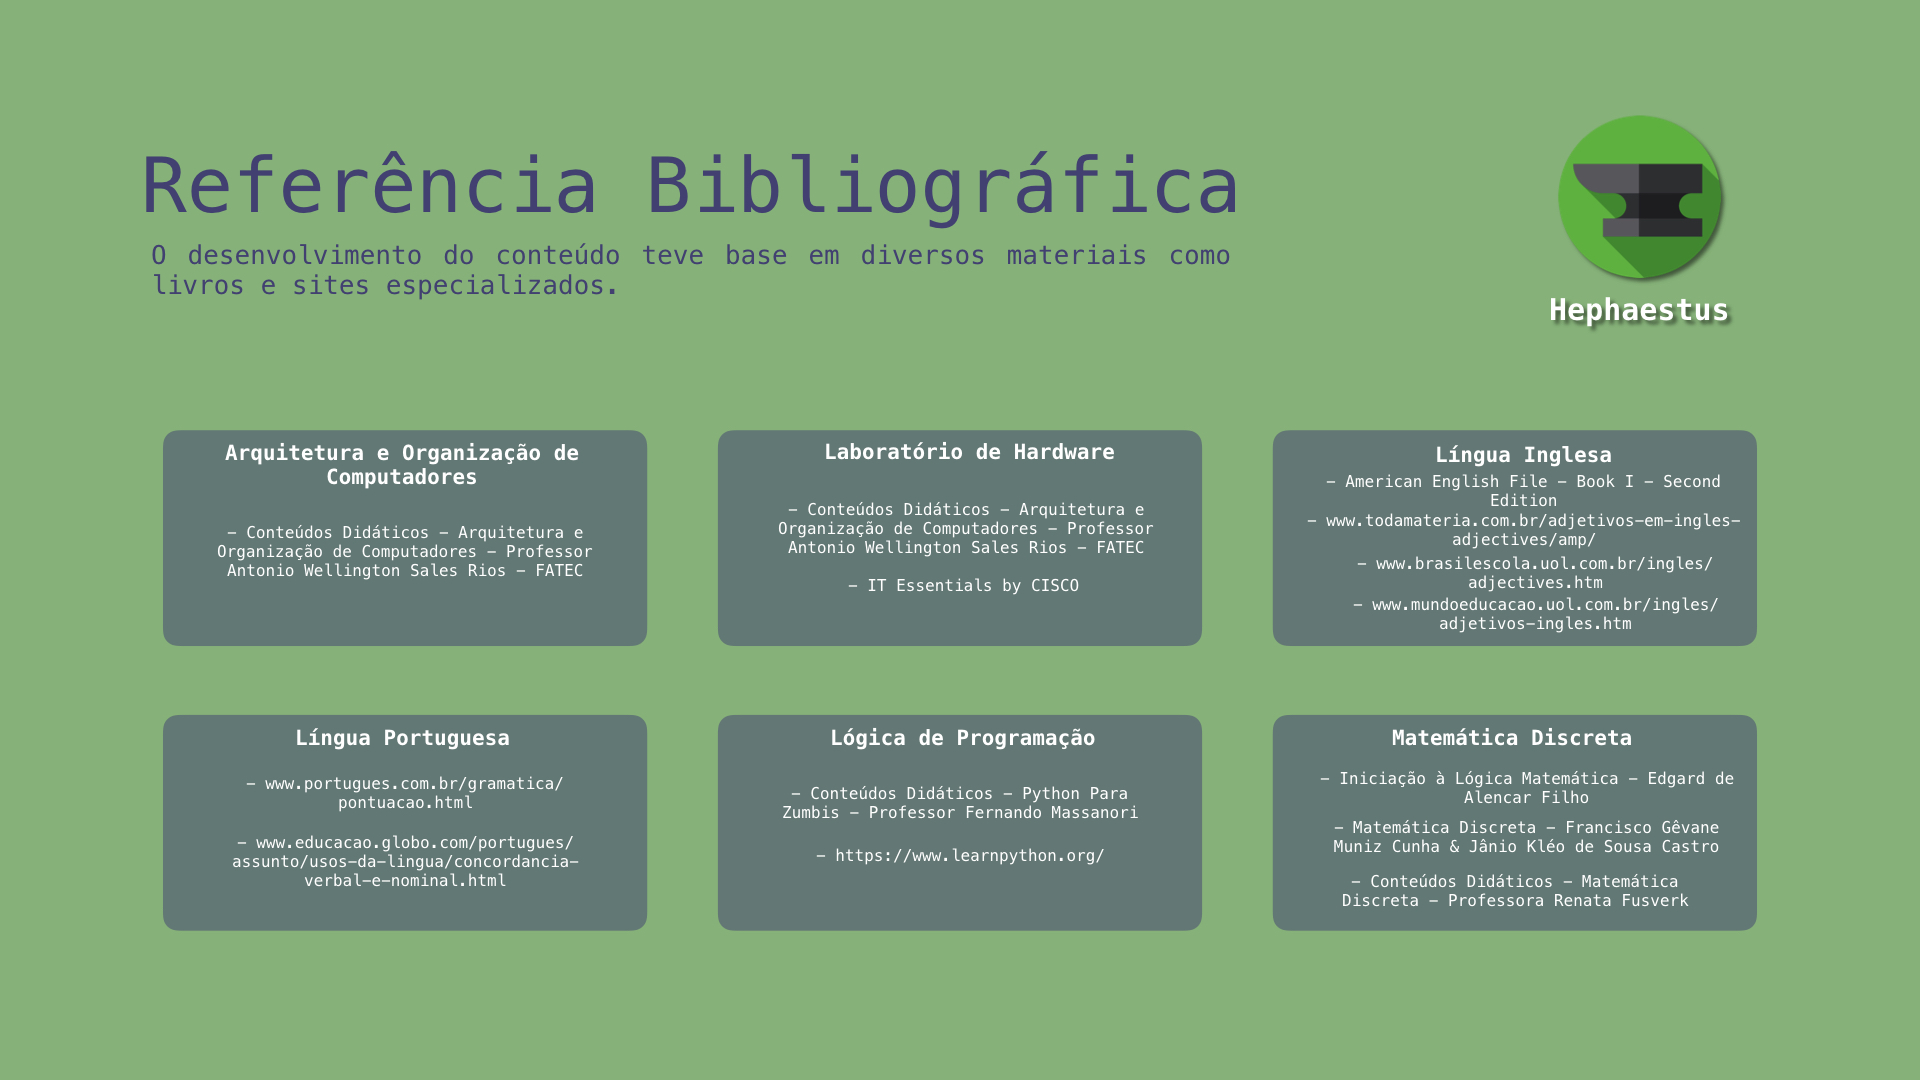 Referência Bibliográfica
O desenvolvimento do conteúdo teve base em diversos materiais como
livros e sites especializados.
Hephaestus
Arquitetura e Organização de
Computadores
- Conteúdos Didáticos - Arquitetura e
Organização de Computadores - Professor
Antonio Wellington Sales Rios - FATEC
Laboratório de Hardware
- Conteúdos Didáticos - Arquitetura e
Organização de Computadores - Professor
Antonio Wellington Sales Rios - FATEC
- IT Essentials by CISCO
Língua Inglesa
- American English File - Book I - Second
Edition
- www.todamateria.com.br/adjetivos-em-ingles-
adjectives/amp/
- www.brasilescola.uol.com.br/ingles/
adjectives.htm
- www.mundoeducacao.uol.com.br/ingles/
adjetivos-ingles.htm
Língua Portuguesa
- www.portugues.com.br/gramatica/
pontuacao.html
- www.educacao.globo.com/portugues/
assunto/usos-da-lingua/concordancia-
verbal-e-nominal.html
Lógica de Programação
- Conteúdos Didáticos - Python Para
Zumbis - Professor Fernando Massanori
- https://www.learnpython.org/
Matemática Discreta
- Iniciação à Lógica Matemática - Edgard de
Alencar Filho
- Matemática Discreta - Francisco Gêvane
Muniz Cunha & Jânio Kléo de Sousa Castro
- Conteúdos Didáticos - Matemática
Discreta - Professora Renata Fusverk